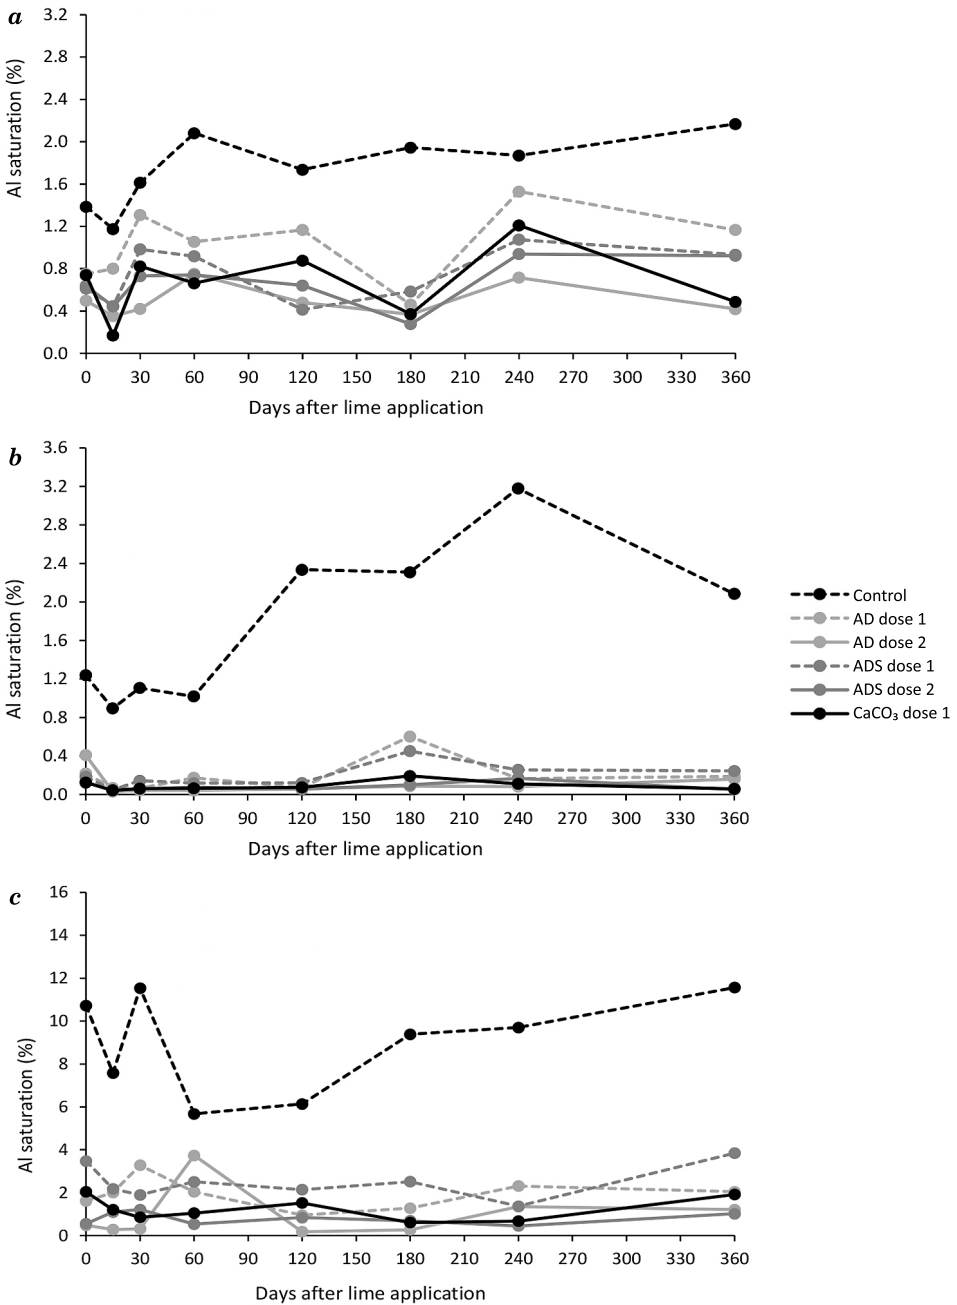 a
3.2
2.8
2.4
2.0
1.6
1.2
0.8
0.4
0.0
Al saturation (%)
0 30 60 90 120 150 180 210 240 270 300 330 360
Days after lime application
b
3.6
3.2
2.8
2.4
2.0
1.6
1.2
0.8
0.4
0.0
Al saturation (%)
0 30 60 90 120 150 180 210 240 270 300 330 360
Days after lime application
Control
AD dose 1
AD dose 2
ADS dose 1
ADS dose 2
CaCO₃ dose 1
c
16
14
12
10
8
6
4
2
0
Al saturation (%)
0 30 60 90 120 150 180 210 240 270 300 330 360
Days after lime application